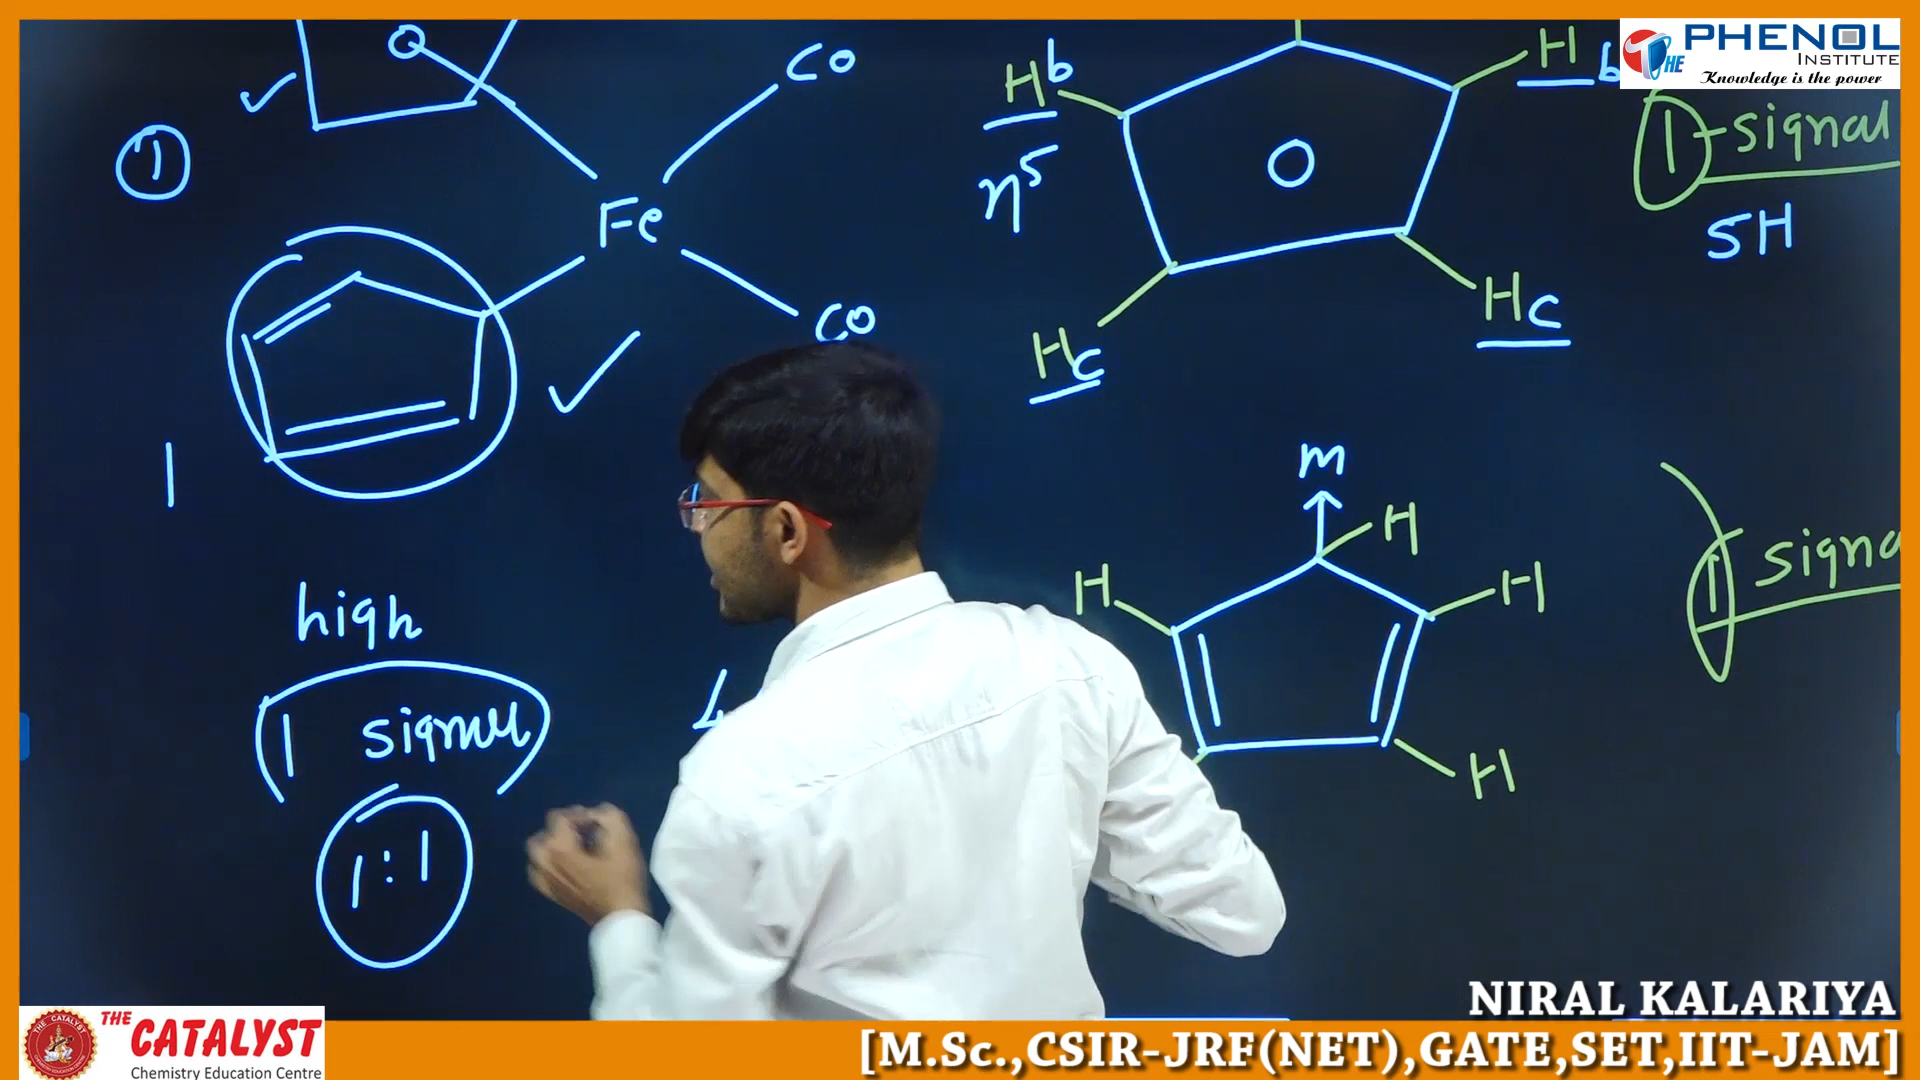 CO
Fe
CO
1
1
high
1 signal
1:1
4
Hb
H b
η5
Hc
Hc
1-signal
5H
m
H
H
H
H
1 signa
THE PHENOL
INSTITUTE
Knowledge is the power
THE CATALYST
Chemistry Education Centre
NIRAL KALARIYA
[M.Sc.,CSIR-JRF(NET),GATE,SET,IIT-JAM]